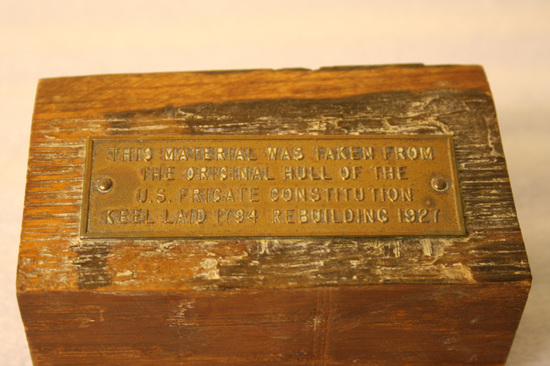 THIS MATERIAL WAS TAKEN FROM
THE ORIGINAL HULL OF THE
U.S. FRIGATE CONSTITUTION
KEEL LAID 1794 REBUILDING 1927